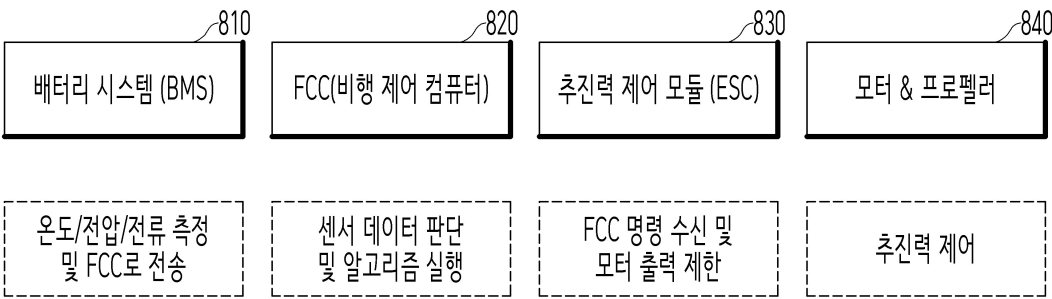 810
820
830
840
배터리 시스템 (BMS)
FCC(비행 제어 컴퓨터)
추진력 제어 모듈 (ESC)
모터 & 프로펠러
온도/전압/전류 측정
및 FCC로 전송
센서 데이터 판단
및 알고리즘 실행
FCC 명령 수신 및
모터 출력 제한
추진력 제어